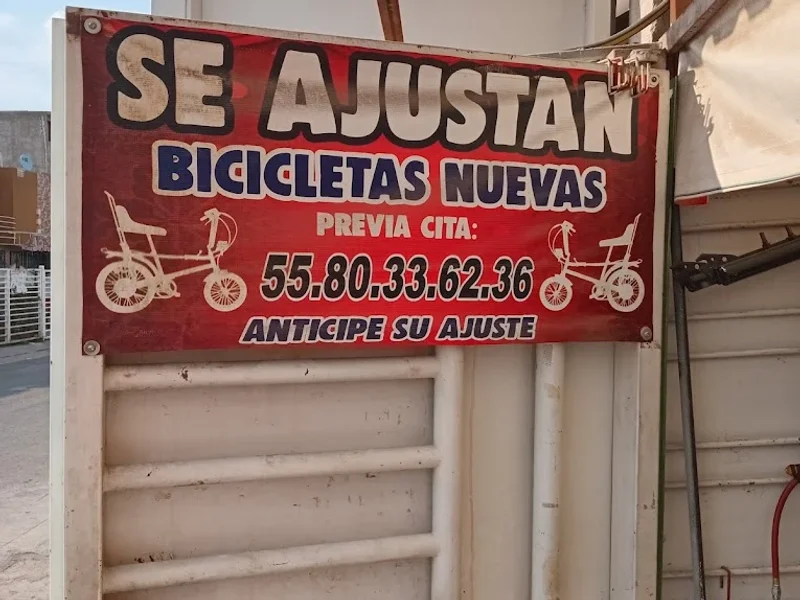 SE AJUSTAN
BICICLETAS NUEVAS
PREVIA CITA:
55.80.33.62.36
ANTICIPE SU AJUSTE